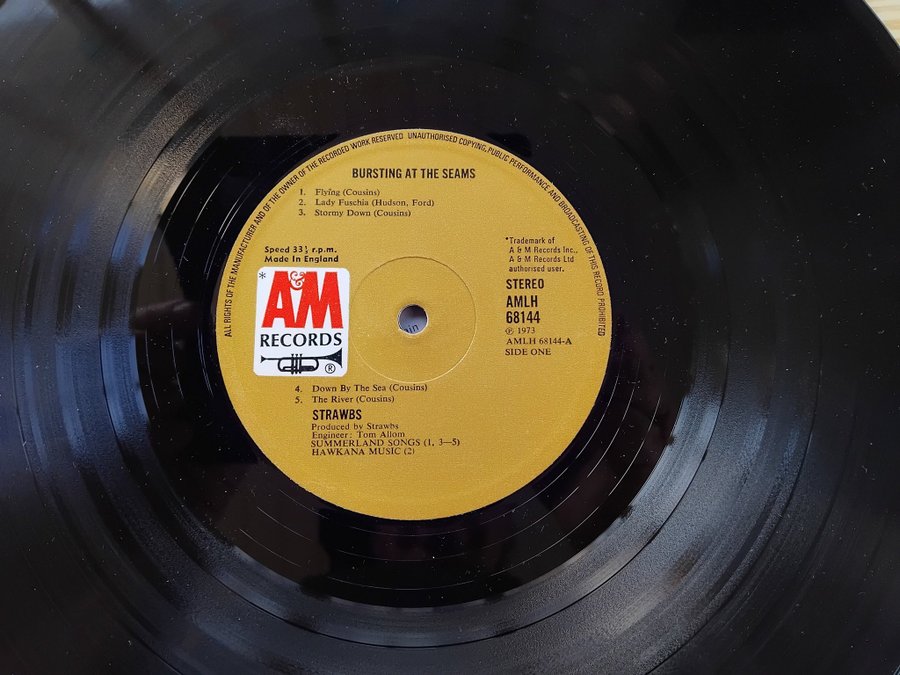 ALL RIGHTS OF THE MANUFACTURER AND OF THE OWNER OF THE RECORDED WORK RESERVED UNAUTHORISED COPYING, PUBLIC PERFORMANCE AND BROADCASTING OF THIS RECORD PROHIBITED
BURSTING AT THE SEAMS
1. Flying (Cousins)
2. Lady Fuschia (Hudson, Ford)
3. Stormy Down (Cousins)
Speed 33⅓ r.p.m.
Made In England
*Trademark of
A & M Records Inc.,
A & M Records Ltd
authorised user.
* A&M
RECORDS
®
STEREO
AMLH
68144
℗ 1973
AMLH 68144-A
SIDE ONE
4. Down By The Sea (Cousins)
5. The River (Cousins)
STRAWBS
Produced by Strawbs
Engineer: Tom Allom
SUMMERLAND SONGS (1, 3—5)
HAWKANA MUSIC (2)